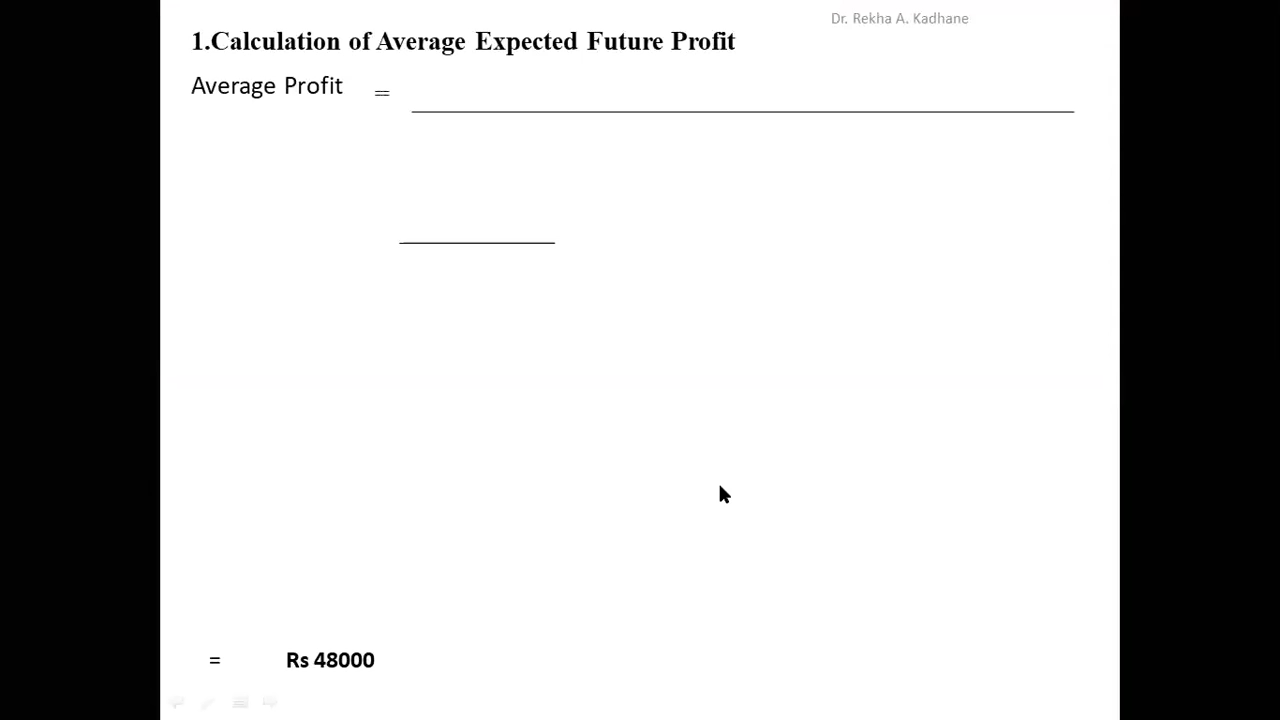 Dr. Rekha A. Kadhane
1.Calculation of Average Expected Future Profit
Average Profit =
= Rs 48000